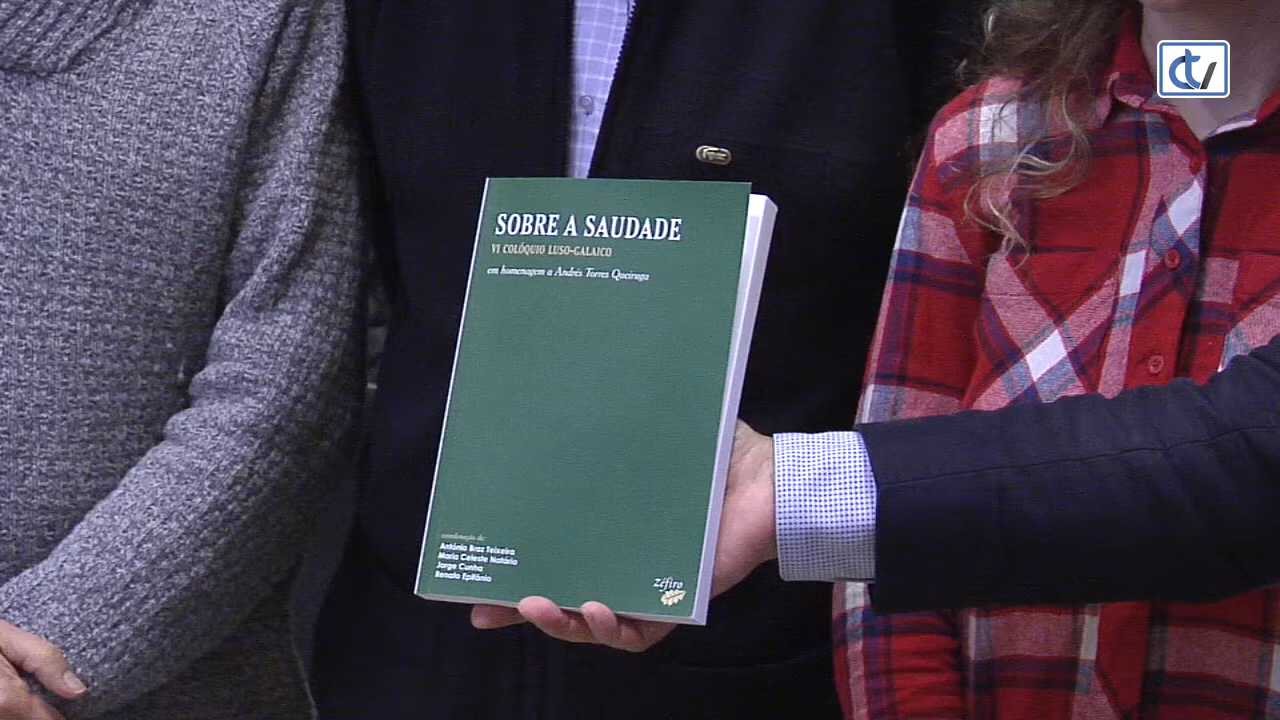 SOBRE A SAUDADE
VI COLÓQUIO LUSO-GALAICO
em homenagem a Andrés Torres Queiruga
coordenação de:
António Braz Teixeira
Maria Celeste Natário
Jorge Cunha
Renato Epifânio
Zéfiro
ctv